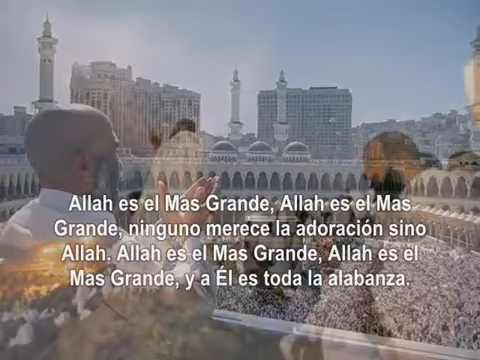 Allah es el Mas Grande, Allah es el Mas
Grande, ninguno merece la adoración sino
Allah. Allah es el Mas Grande, Allah es el
Mas Grande, y a Él es toda la alabanza.